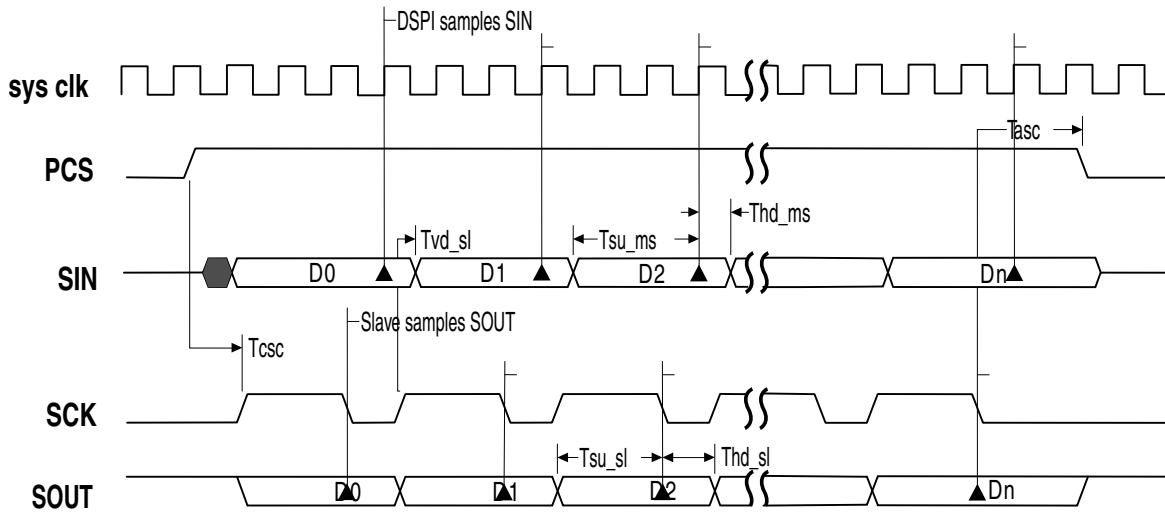 DSPI samples SIN
sys clk
Tasc
PCS
Thd_ms
Tvd_sl
Tsu_ms
SIN
D0
D1
D2
Dn
Slave samples SOUT
Tcsc
SCK
Tsu_sl
Thd_sl
SOUT
D0
D1
D2
Dn